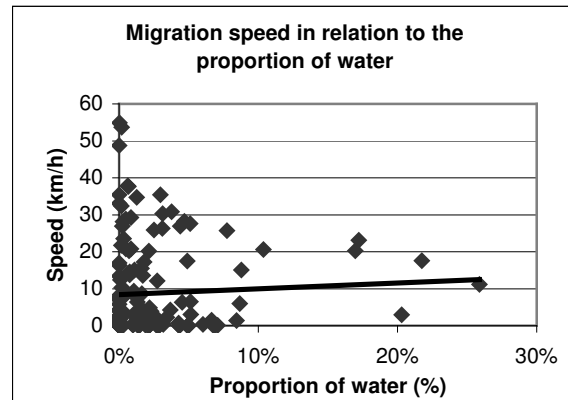 Migration speed in relation to the
proportion of water
60
50
40
30
20
10
0
Speed (km/h)
0% 10% 20% 30%
Proportion of water (%)